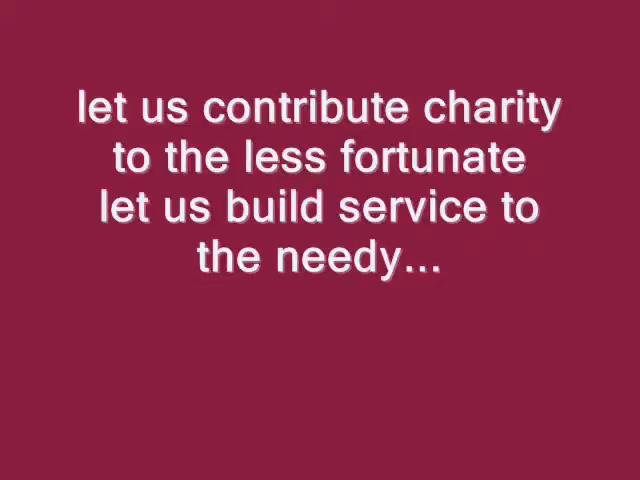 let us contribute charity
to the less fortunate
let us build service to
the needy...